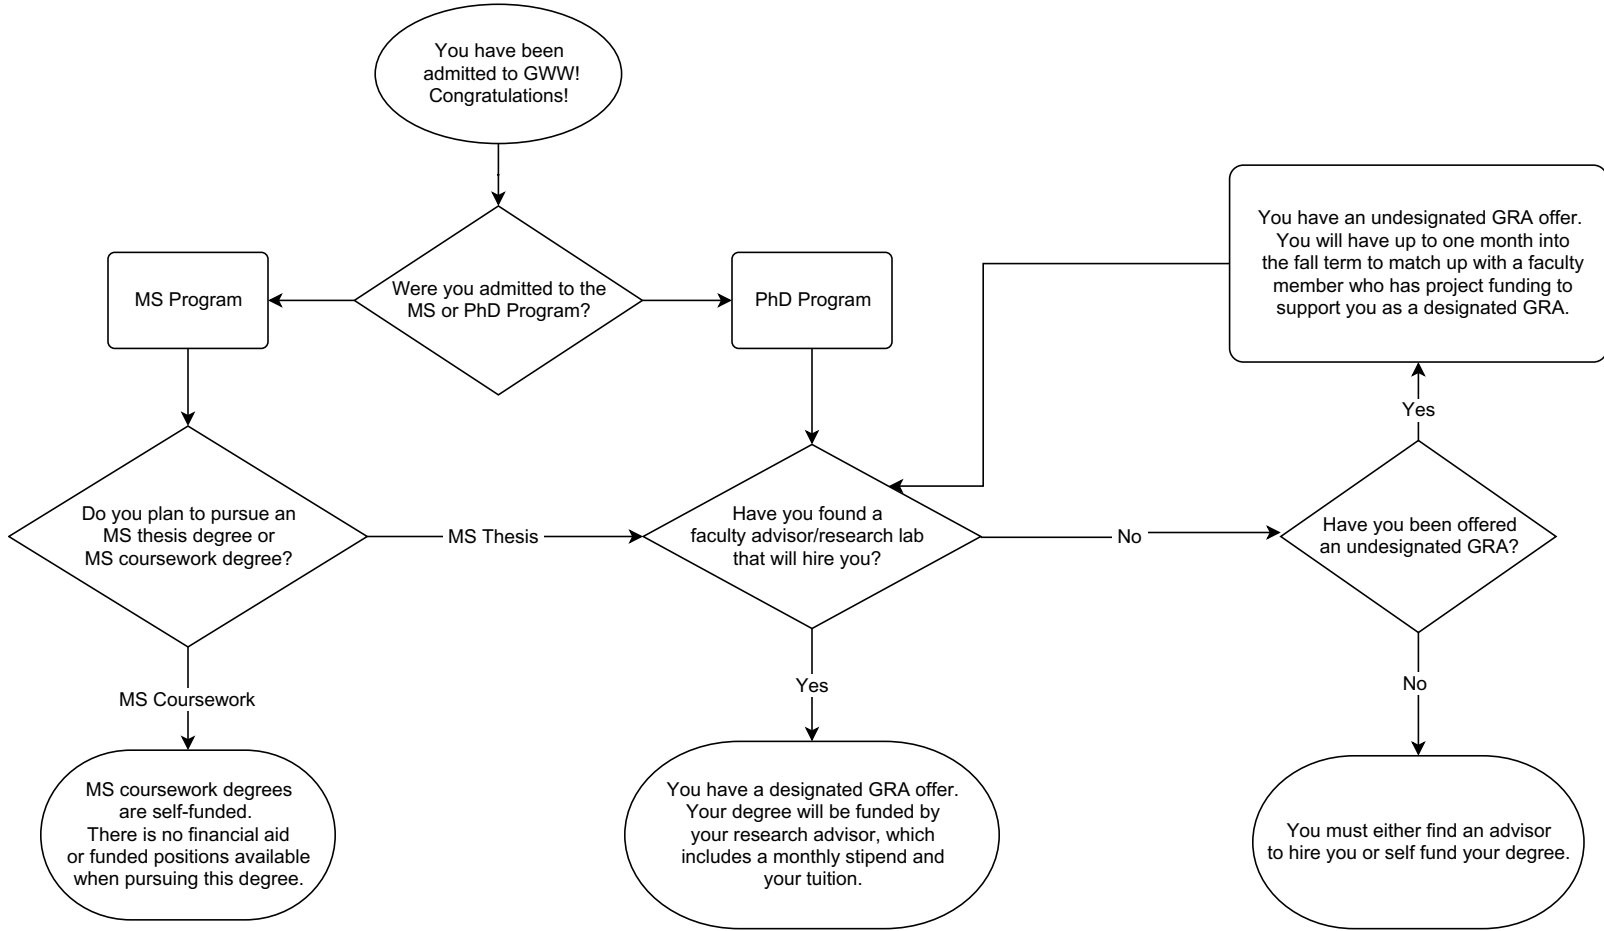 You have been
admitted to GWW!
Congratulations!
Were you admitted to the
MS or PhD Program?
MS Program
PhD Program
You have an undesignated GRA offer.
You will have up to one month into
the fall term to match up with a faculty
member who has project funding to
support you as a designated GRA.
Yes
Do you plan to pursue an
MS thesis degree or
MS coursework degree?
MS Thesis
Have you found a
faculty advisor/research lab
that will hire you?
No
Have you been offered
an undesignated GRA?
MS Coursework
Yes
No
MS coursework degrees
are self-funded.
There is no financial aid
or funded positions available
when pursuing this degree.
You have a designated GRA offer.
Your degree will be funded by
your research advisor, which
includes a monthly stipend and
your tuition.
You must either find an advisor
to hire you or self fund your degree.